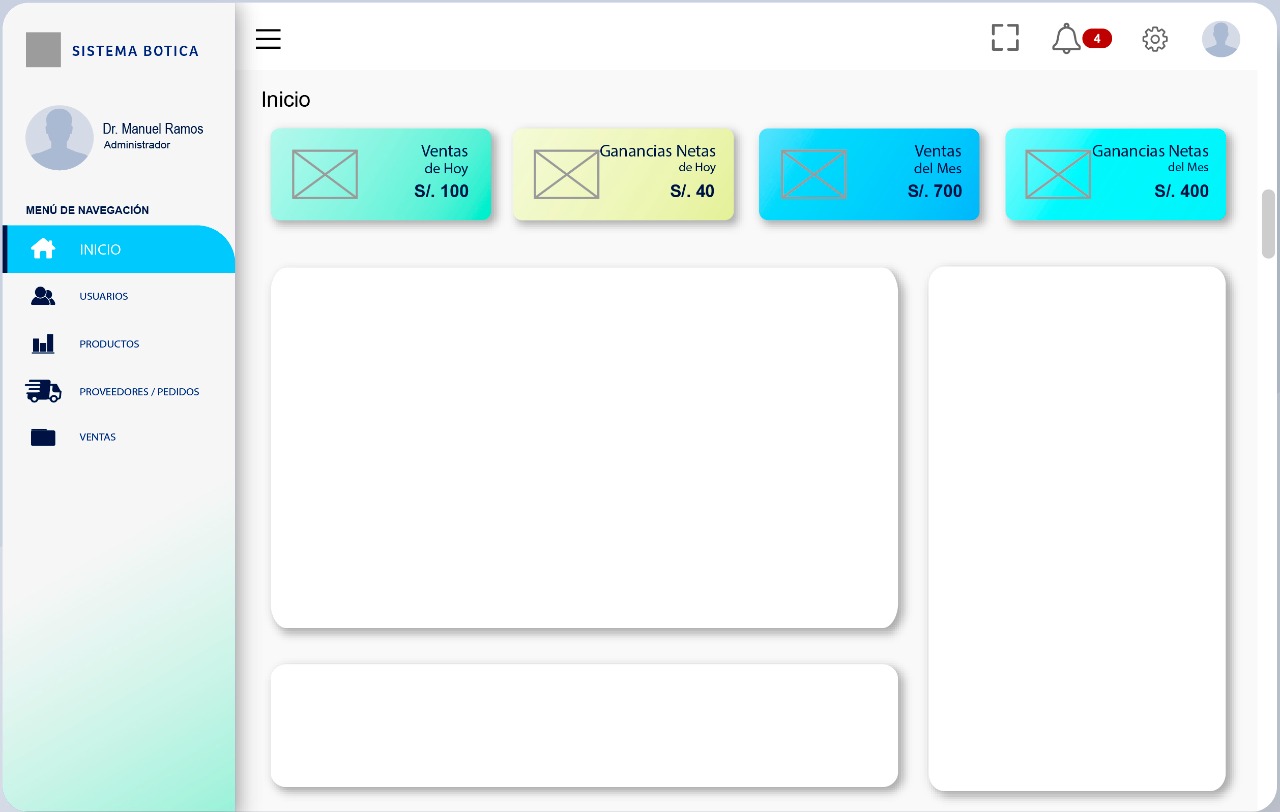 SISTEMA BOTICA
4
Dr. Manuel Ramos
Administrador
MENÚ DE NAVEGACIÓN
INICIO
USUARIOS
PRODUCTOS
PROVEEDORES / PEDIDOS
VENTAS
Inicio
Ventas
de Hoy
S/. 100
Ganancias Netas
de Hoy
S/. 40
Ventas
del Mes
S/. 700
Ganancias Netas
del Mes
S/. 400